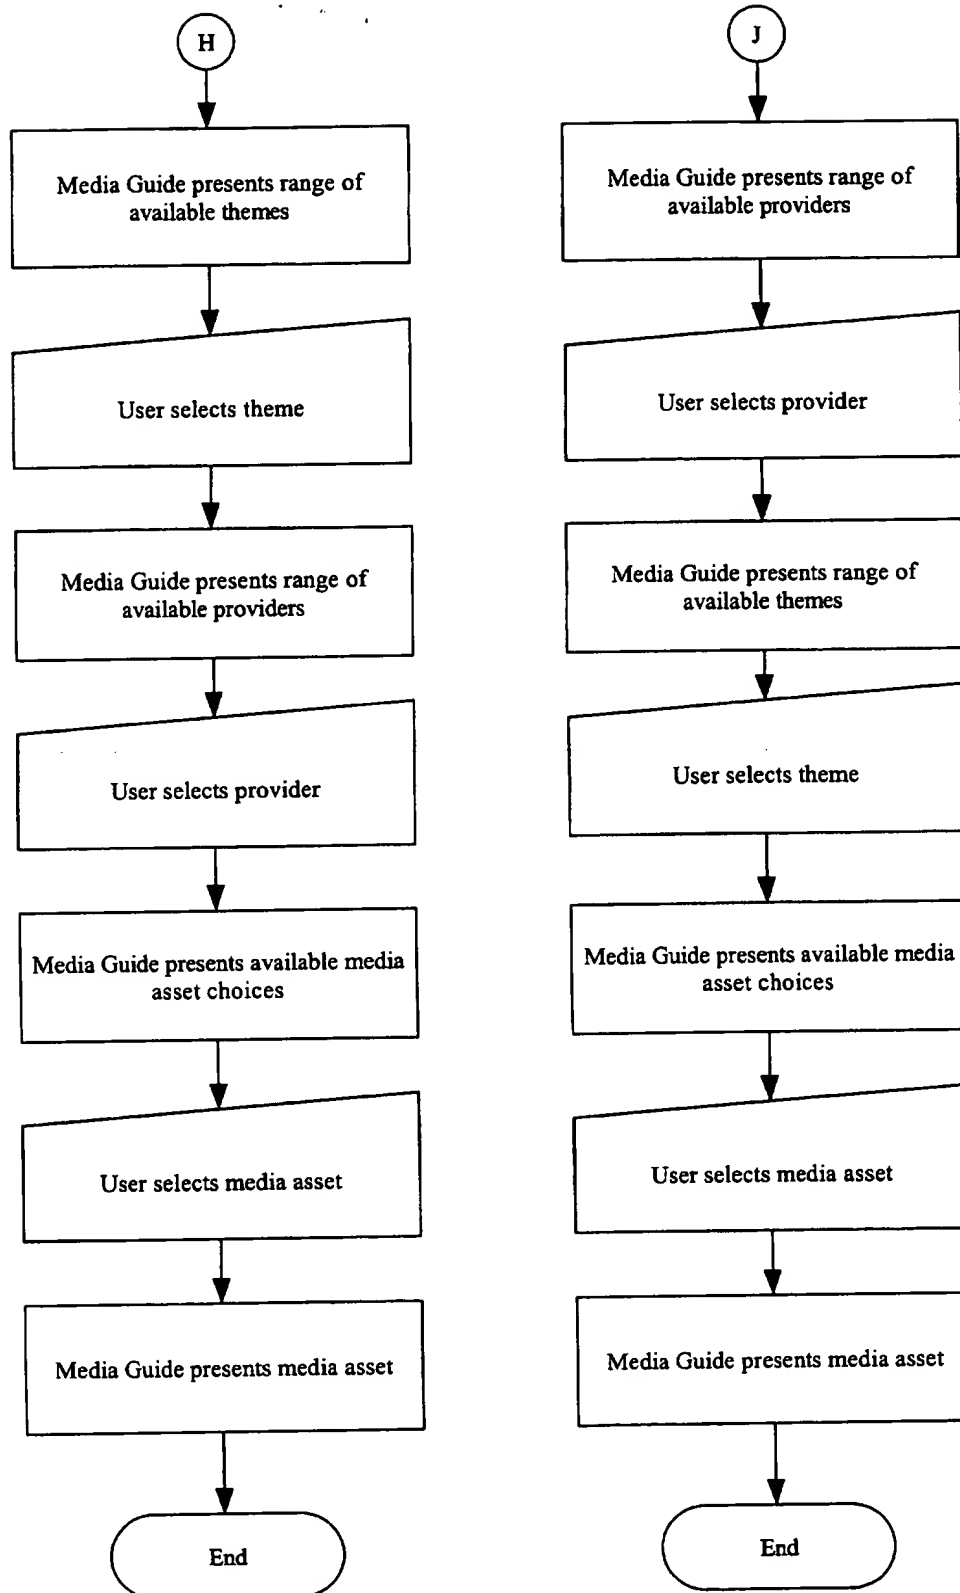 H
Media Guide presents range of
available themes
User selects theme
Media Guide presents range of
available providers
User selects provider
Media Guide presents available media
asset choices
User selects media asset
Media Guide presents media asset
End
J
Media Guide presents range of
available providers
User selects provider
Media Guide presents range of
available themes
User selects theme
Media Guide presents available media
asset choices
User selects media asset
Media Guide presents media asset
End